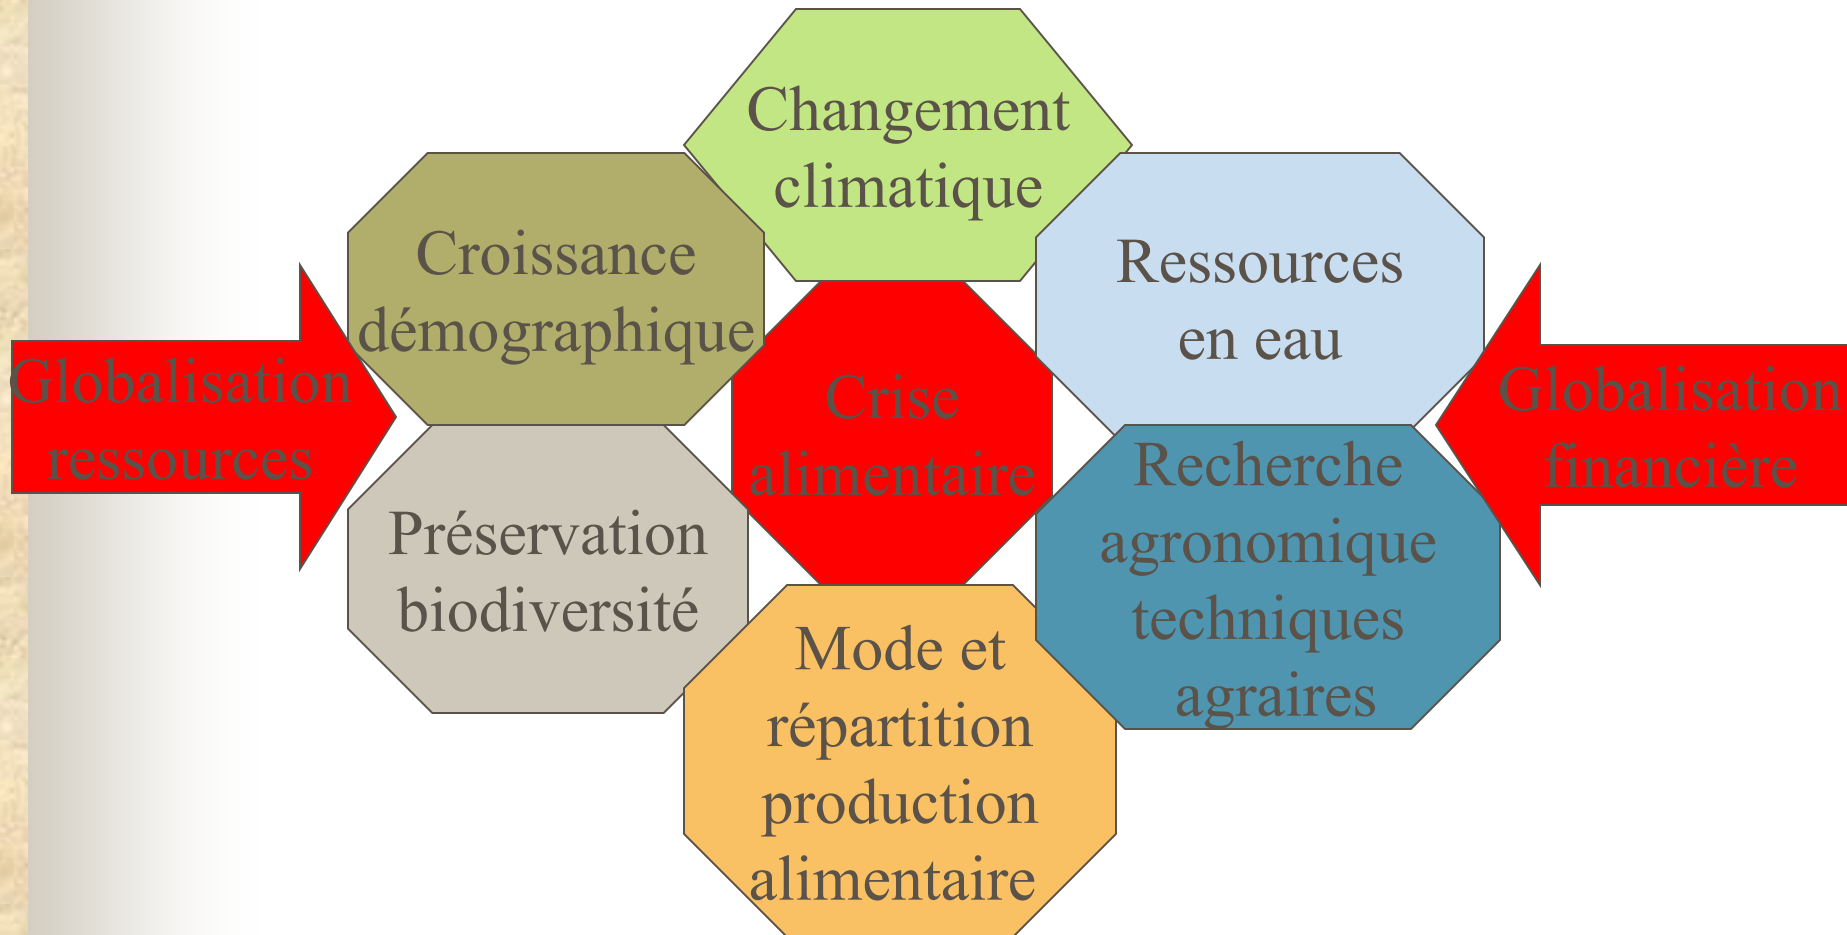 Changement
climatique
Croissance
démographique
Ressources
en eau
Globalisation
ressources
Crise
alimentaire
Globalisation
financière
Préservation
biodiversité
Recherche
agronomique
techniques
agraires
Mode et
répartition
production
alimentaire